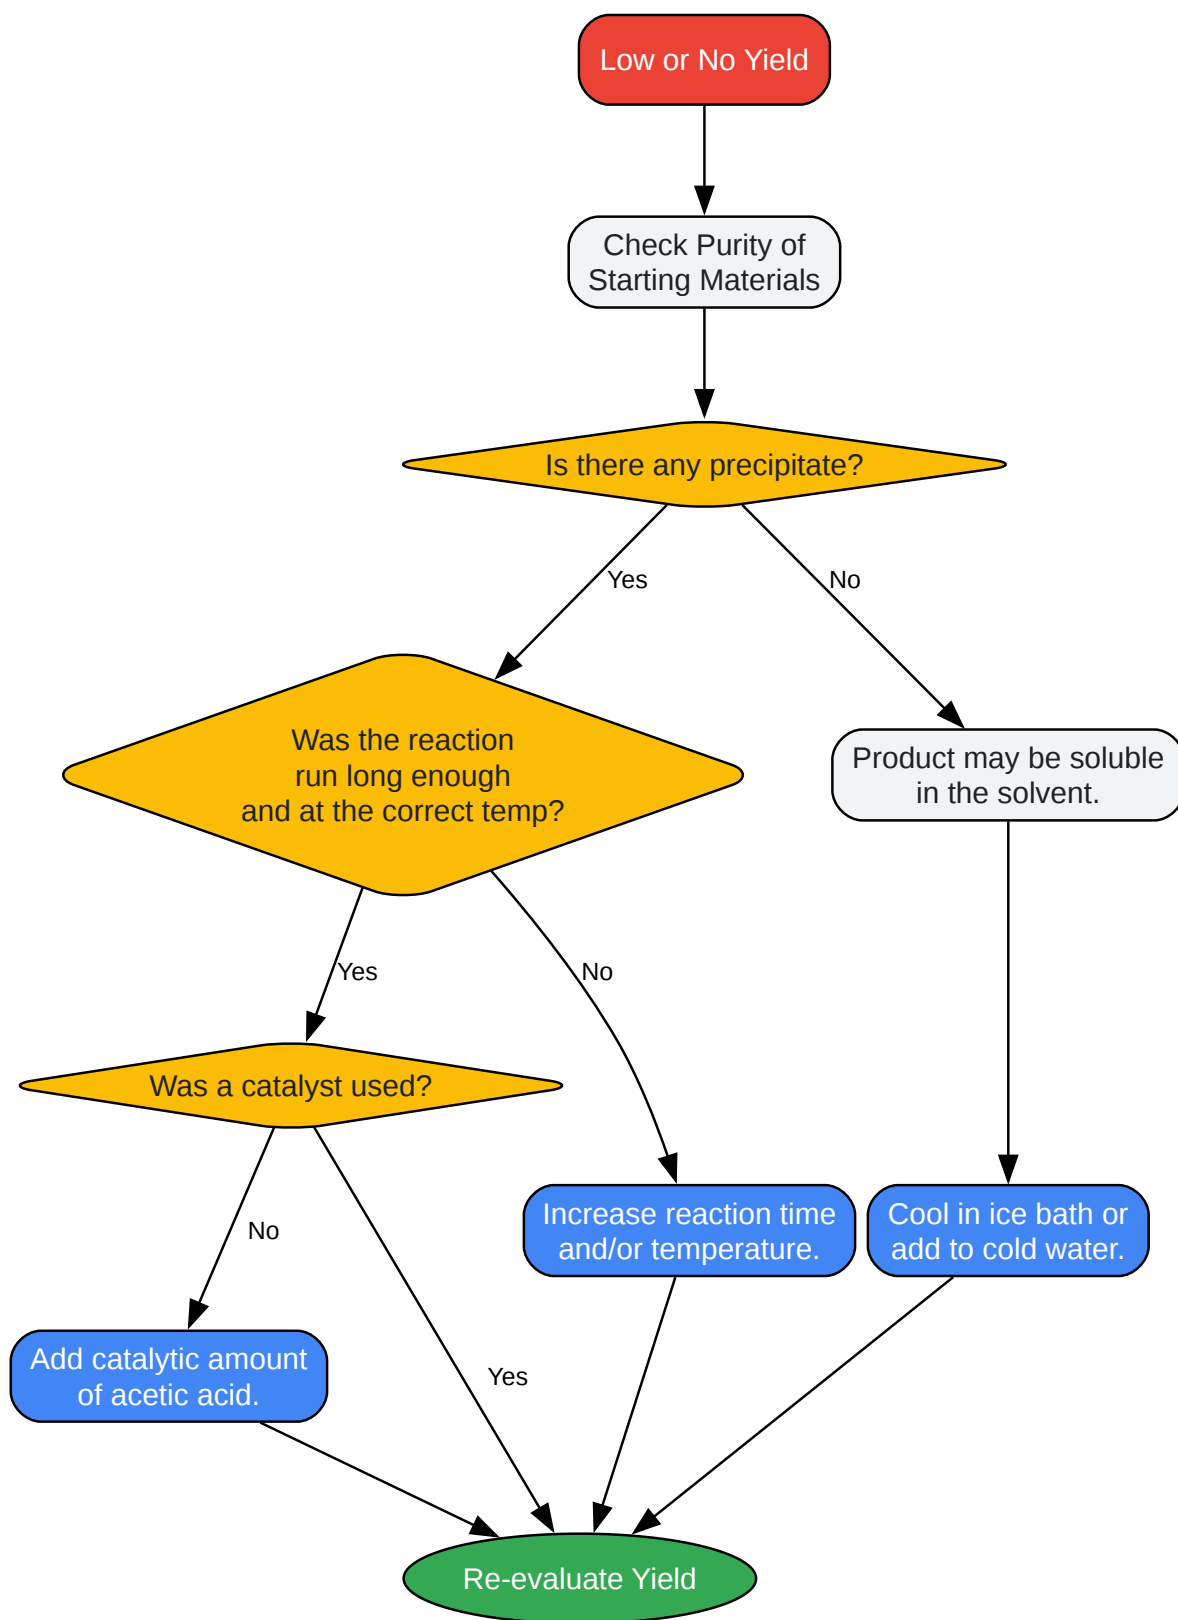 Low or No Yield
Check Purity of
Starting Materials
Is there any precipitate?
Yes
No
Was the reaction
run long enough
and at the correct temp?
Product may be soluble
in the solvent.
Yes
No
Was a catalyst used?
Increase reaction time
and/or temperature.
Cool in ice bath or
add to cold water.
No
Yes
Add catalytic amount
of acetic acid.
Re-evaluate Yield